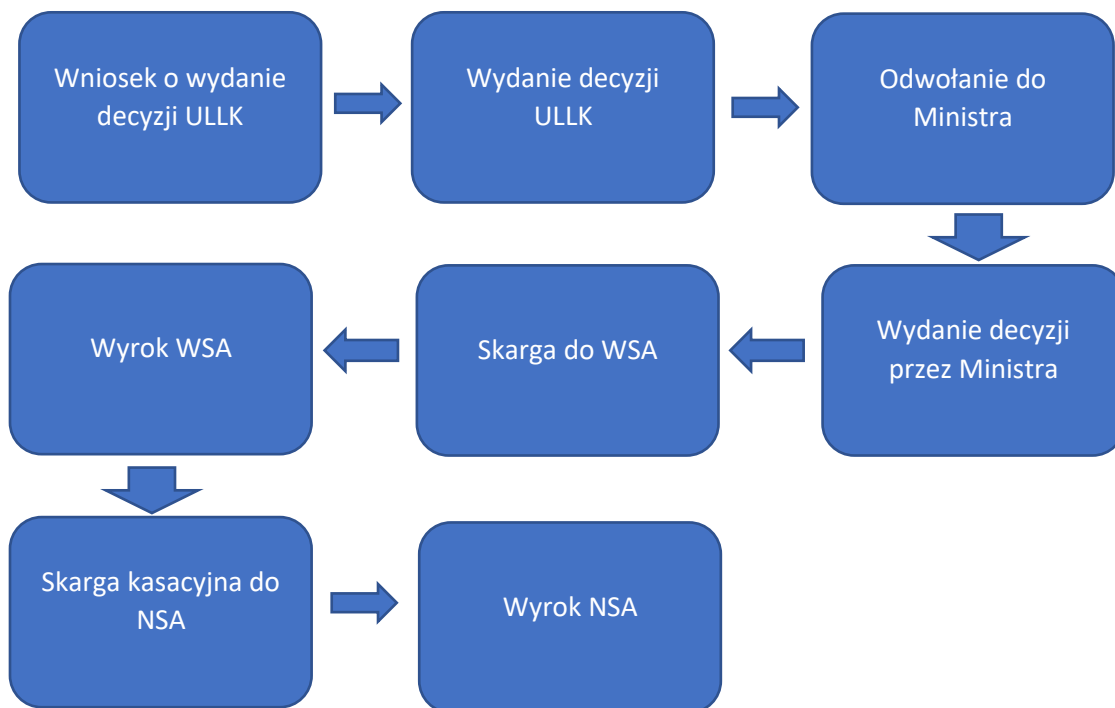 Wniosek o wydanie
decyzji ULLK
Wydanie decyzji
ULLK
Odwołanie do
Ministra
Wydanie decyzji
przez Ministra
Skarga do WSA
Wyrok WSA
Skarga kasacyjna do
NSA
Wyrok NSA